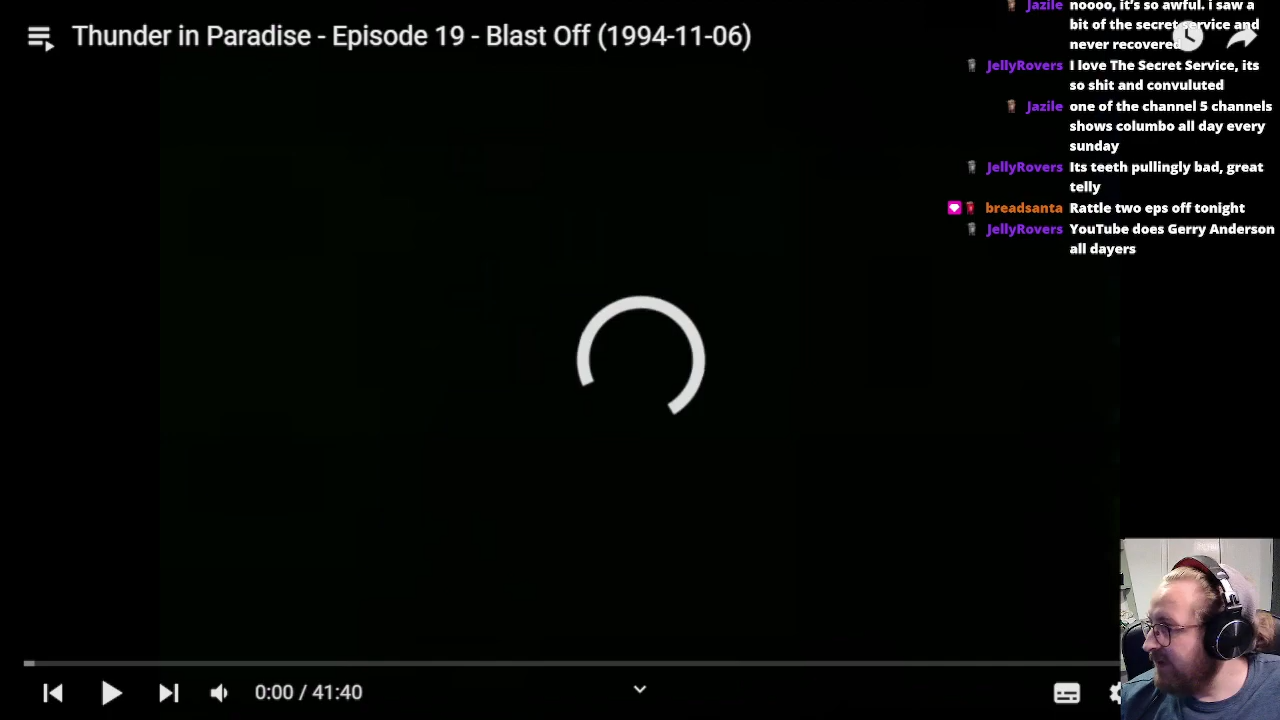 Thunder in Paradise - Episode 19 - Blast Off (1994-11-06)
Jazile noooo, it's so awful. i saw a
bit of the secret service and
never recovered
JellyRovers I love The Secret Service, its
so shit and convuluted
Jazile one of the channel 5 channels
shows columbo all day every
sunday
JellyRovers Its teeth pullingly bad, great
telly
breadsanta Rattle two eps off tonight
JellyRovers YouTube does Gerry Anderson
all dayers
0:00 / 41:40